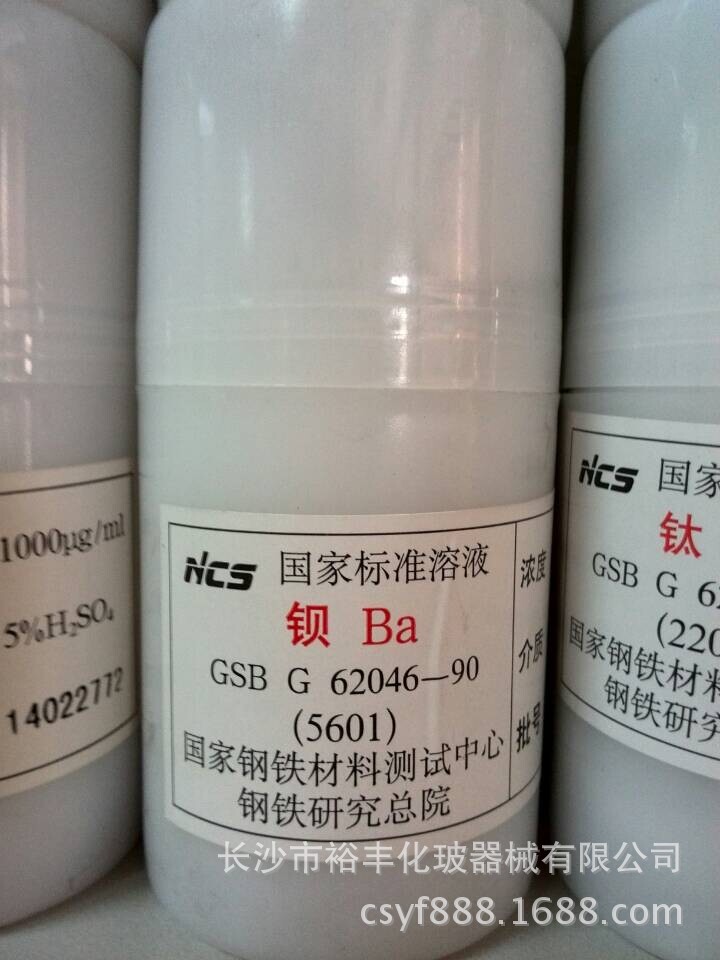 1000µg/ml
5%H₂SO₄
14022772
NCS 国家标准溶液
钡 Ba
GSB G 62046—90
(5601)
国家钢铁材料测试中心
钢铁研究总院
浓度
介质
批号
NCS 国家
钛
GSB G 62
(220
国家钢铁材料
钢铁研究
长沙市裕丰化玻器械有限公司
csyf888.1688.com